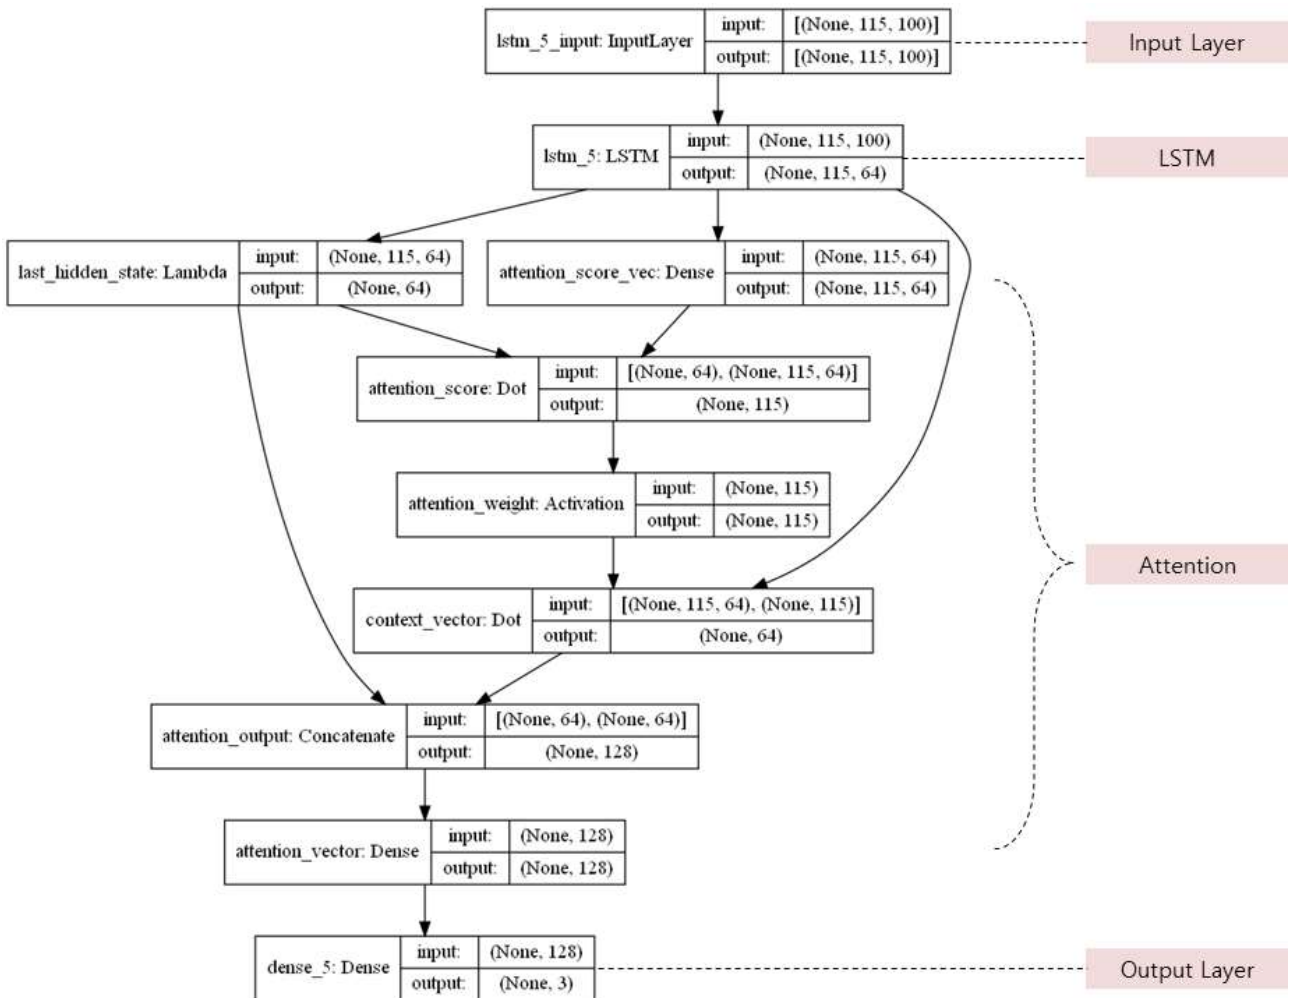 lstm_5_input: InputLayer
input: [(None, 115, 100)]
output: [(None, 115, 100)]
Input Layer
lstm_5: LSTM
input: (None, 115, 100)
output: (None, 115, 64)
LSTM
last_hidden_state: Lambda
input: (None, 115, 64)
output: (None, 64)
attention_score_vec: Dense
input: (None, 115, 64)
output: (None, 115, 64)
attention_score: Dot
input: [(None, 64), (None, 115, 64)]
output: (None, 115)
attention_weight: Activation
input: (None, 115)
output: (None, 115)
Attention
context_vector: Dot
input: [(None, 115, 64), (None, 115)]
output: (None, 64)
attention_output: Concatenate
input: [(None, 64), (None, 64)]
output: (None, 128)
attention_vector: Dense
input: (None, 128)
output: (None, 128)
dense_5: Dense
input: (None, 128)
output: (None, 3)
Output Layer